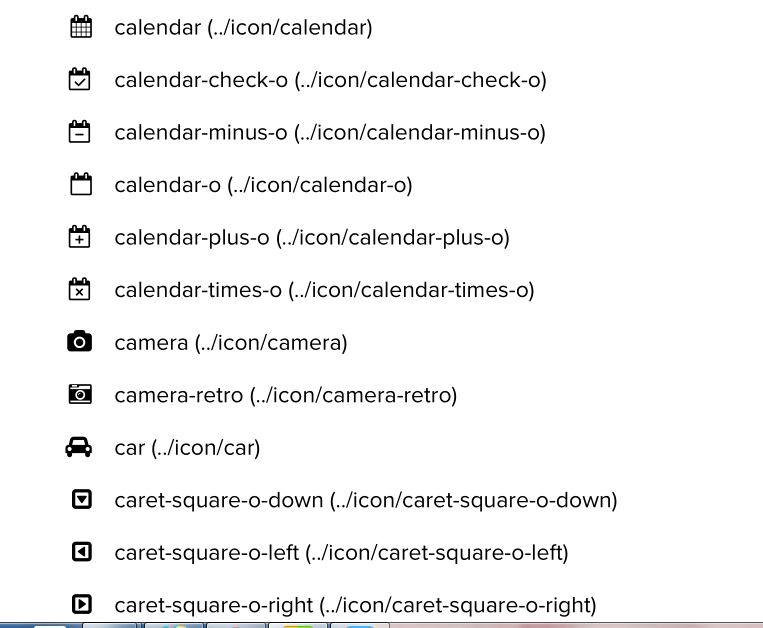 calendar (../icon/calendar)
calendar-check-o (../icon/calendar-check-o)
calendar-minus-o (../icon/calendar-minus-o)
calendar-o (../icon/calendar-o)
calendar-plus-o (../icon/calendar-plus-o)
calendar-times-o (../icon/calendar-times-o)
camera (../icon/camera)
camera-retro (../icon/camera-retro)
car (../icon/car)
caret-square-o-down (../icon/caret-square-o-down)
caret-square-o-left (../icon/caret-square-o-left)
caret-square-o-right (../icon/caret-square-o-right)